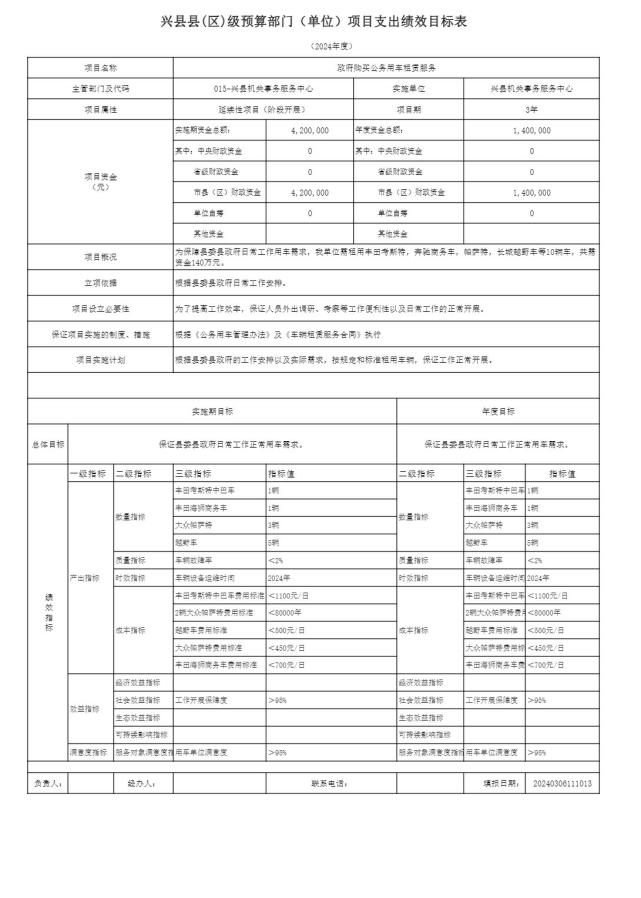 兴县县(区)级预算部门（单位）项目支出绩效目标表
（2024年度）
项目名称 政府购买公务用车租赁服务
主管部门及代码 015-兴县机关事务服务中心 实施单位 兴县机关事务服务中心
项目属性 延续性项目（阶段开展） 项目期 3年
项目资金
（元）
实施期资金总额： 4,200,000 年度资金总额： 1,400,000
其中：中央财政资金 0 其中：中央财政资金 0
省级财政资金 0 省级财政资金 0
市县（区）财政资金 4,200,000 市县（区）财政资金 1,400,000
单位自筹 0 单位自筹 0
其他资金 其他资金
项目概况 为保障县委县政府日常工作用车需求，我单位需租用丰田考斯特，奔驰商务车，帕萨特，长城越野车等10辆车，共需
资金140万元。
立项依据 根据县委县政府日常工作安排。
项目设立必要性 为了提高工作效率，保证人员外出调研、考察等工作便利性以及日常工作的正常开展。
保证项目实施的制度、措施 根据《公务用车管理办法》及《车辆租赁服务合同》执行
项目实施计划 根据县委县政府的工作安排以及实际需求，按规定和标准租用车辆，保证工作正常开展。
实施期目标 年度目标
总体目标 保证县委县政府日常工作正常用车需求。 保证县委县政府日常工作正常用车需求。
绩效指标
一级指标 二级指标 三级指标 指标值 二级指标 三级指标 指标值
产出指标
数量指标 丰田考斯特中巴车 1辆 数量指标 丰田考斯特中巴车 1辆
丰田海狮商务车 1辆 丰田海狮商务车 1辆
大众帕萨特 3辆 大众帕萨特 3辆
越野车 5辆 越野车 5辆
质量指标 车辆故障率 <2% 质量指标 车辆故障率 <2%
时效指标 车辆设备运维时间 2024年 时效指标 车辆设备运维时间 2024年
成本指标 丰田考斯特中巴车费用标准 <1100元/日 成本指标 丰田考斯特中巴车 <1100元/日
2辆大众帕萨特费用标准 <80000年 2辆大众帕萨特费用 <80000年
越野车费用标准 <500元/日 越野车费用标准 <500元/日
大众帕萨特费用标准 <450元/日 大众帕萨特费用标 <450元/日
丰田海狮商务车费用标准 <700元/日 丰田海狮商务车费 <700元/日
效益指标
经济效益指标 经济效益指标
社会效益指标 工作开展保障度 >98% 社会效益指标 工作开展保障度 >98%
生态效益指标 生态效益指标
可持续影响指标 可持续影响指标
满意度指标 服务对象满意度指 用车单位满意度 >95% 服务对象满意度指标 用车单位满意度 >95%
负责人： 经办人： 联系电话： 填报日期： 20240306111013